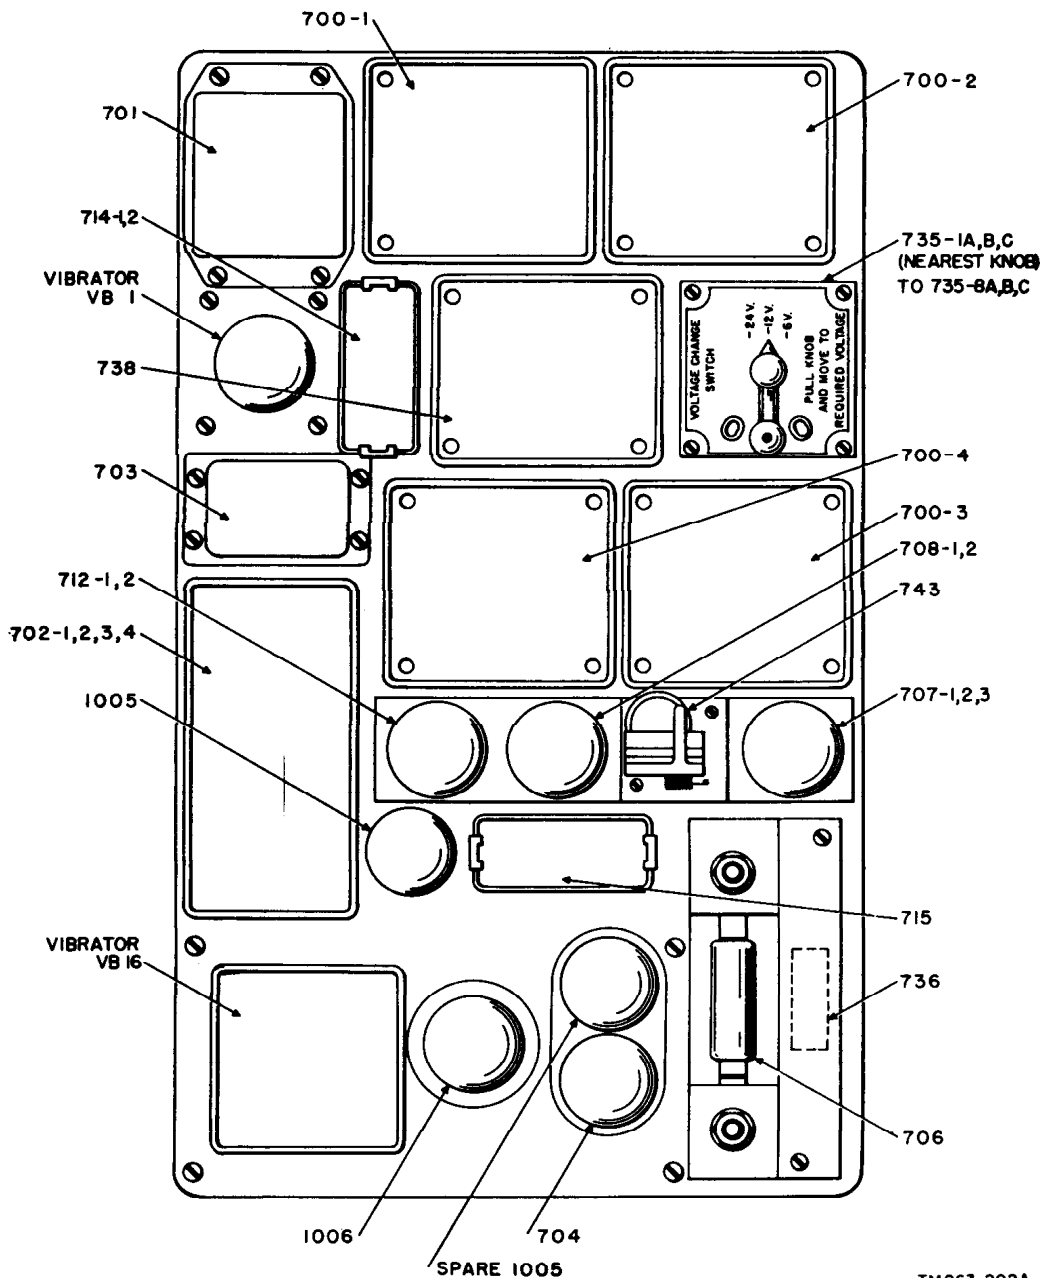 700-1
701
700-2
714-1,2
735-1A,B,C
(NEAREST KNOB)
TO 735-8A,B,C
VIBRATOR
VB 1
-24V.
-12V.
-6V.
VOLTAGE CHANGE
SWITCH
PULL KNOB
AND MOVE TO
REQUIRED VOLTAGE
738
700-4
703
700-3
708-1,2
712-1,2
743
702-1,2,3,4
1005
707-1,2,3
715
VIBRATOR
VB 16
736
706
1006
704
SPARE 1005